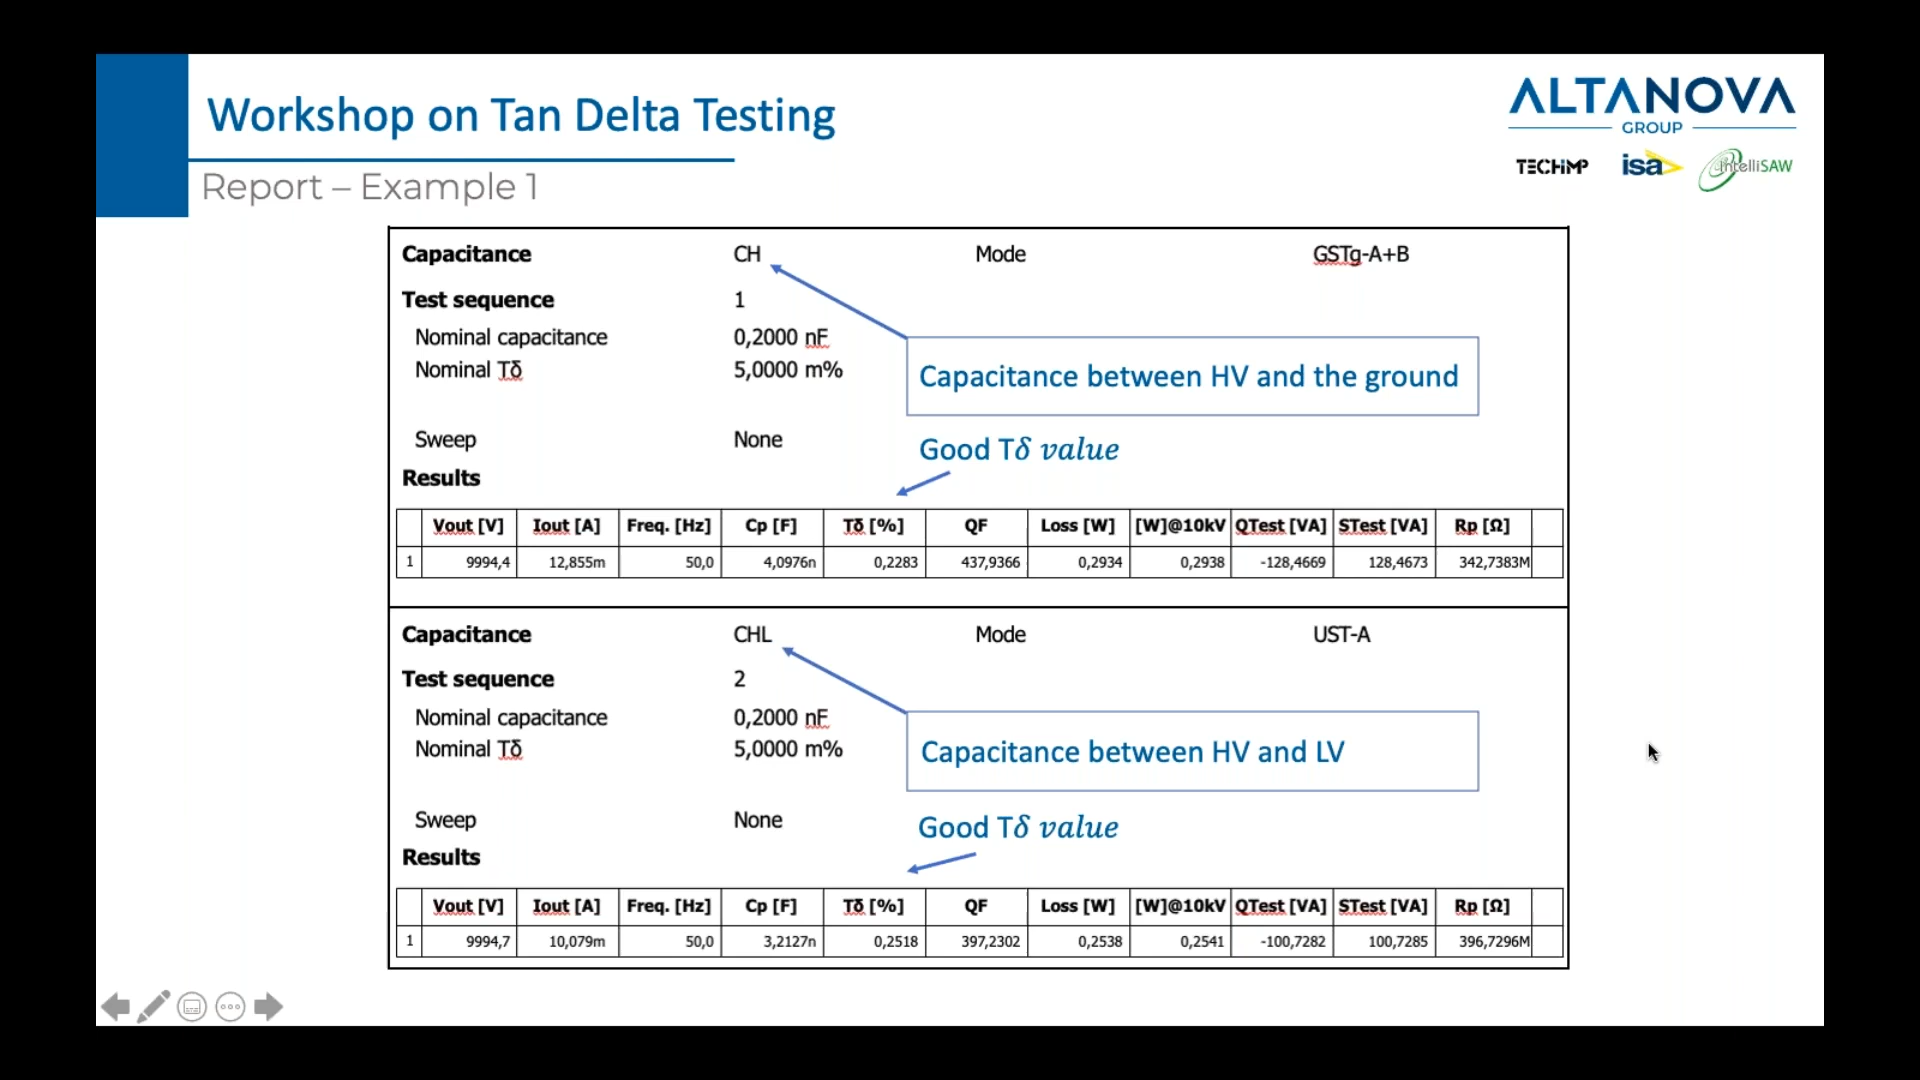 Workshop on Tan Delta Testing
Report – Example 1
ALTANOVA
GROUP
TECHIMP isa intelliSAW
Capacitance CH Mode GSTg-A+B
Test sequence 1
Nominal capacitance 0,2000 nF
Nominal Tδ 5,0000 m%
Capacitance between HV and the ground
Sweep None
Good Tδ value
Results
Vout [V] Iout [A] Freq. [Hz] Cp [F] Tδ [%] QF Loss [W] [W]@10kV QTest [VA] STest [VA] Rp [Ω]
1 9994,4 12,855m 50,0 4,0976n 0,2283 437,9366 0,2934 0,2938 -128,4669 128,4673 342,7383M
Capacitance CHL Mode UST-A
Test sequence 2
Nominal capacitance 0,2000 nF
Nominal Tδ 5,0000 m%
Capacitance between HV and LV
Sweep None
Good Tδ value
Results
Vout [V] Iout [A] Freq. [Hz] Cp [F] Tδ [%] QF Loss [W] [W]@10kV QTest [VA] STest [VA] Rp [Ω]
1 9994,7 10,079m 50,0 3,2127n 0,2518 397,2302 0,2538 0,2541 -100,7282 100,7285 396,7296M